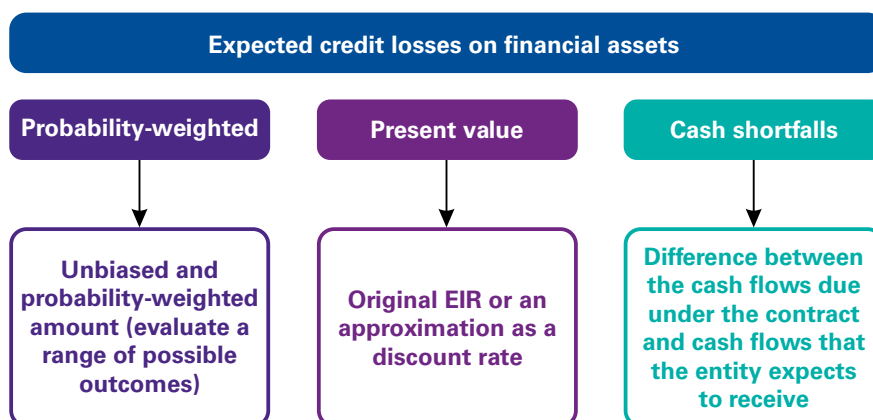 Expected credit losses on financial assets
Probability-weighted
Present value
Cash shortfalls
Unbiased and
probability-weighted
amount (evaluate a
range of possible
outcomes)
Original EIR or an
approximation as a
discount rate
Difference between
the cash flows due
under the contract
and cash flows that
the entity expects
to receive